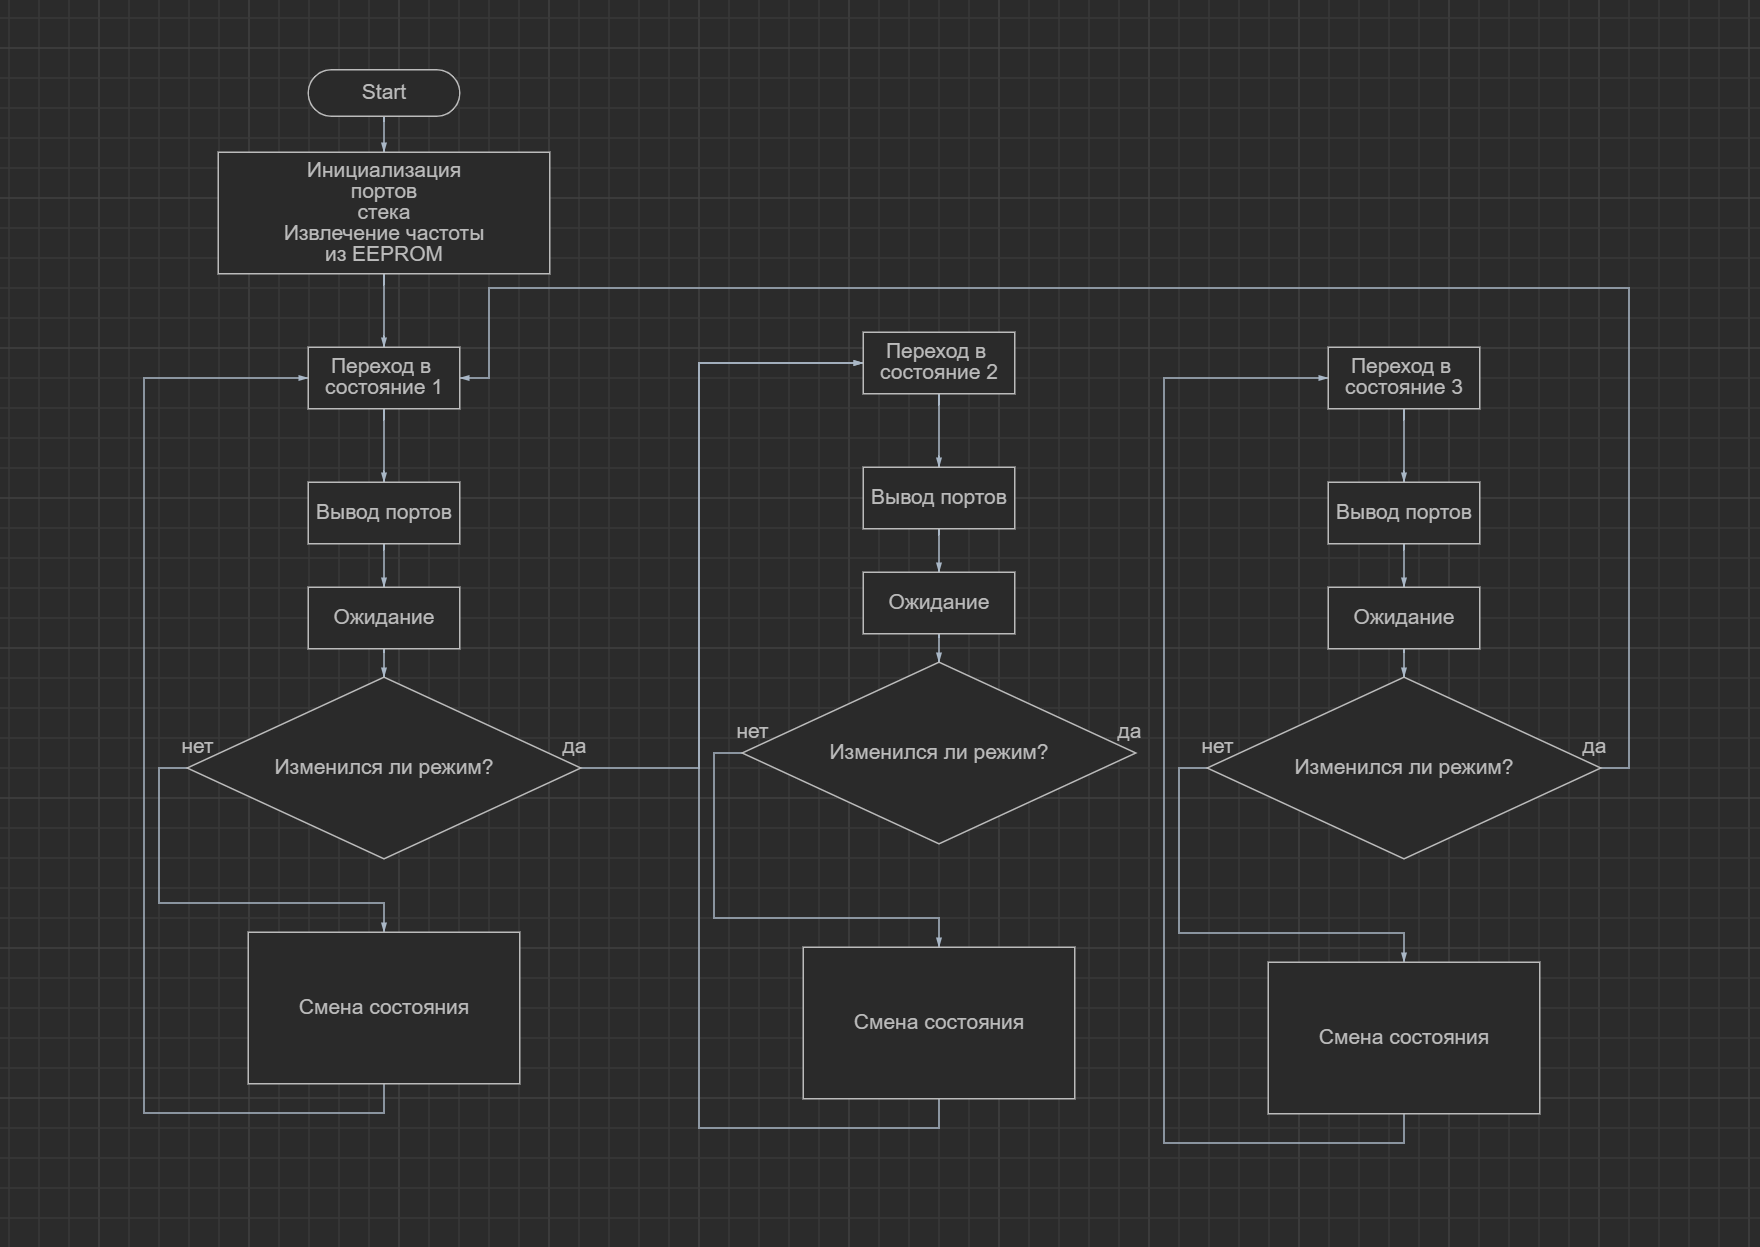 Start
Инициализация
портов
стека
Извлечение частоты
из EEPROM
Переход в
состояние 1
Вывод портов
Ожидание
нет
да
Изменился ли режим?
Смена состояния
Переход в
состояние 2
Вывод портов
Ожидание
нет
да
Изменился ли режим?
Смена состояния
Переход в
состояние 3
Вывод портов
Ожидание
нет
да
Изменился ли режим?
Смена состояния